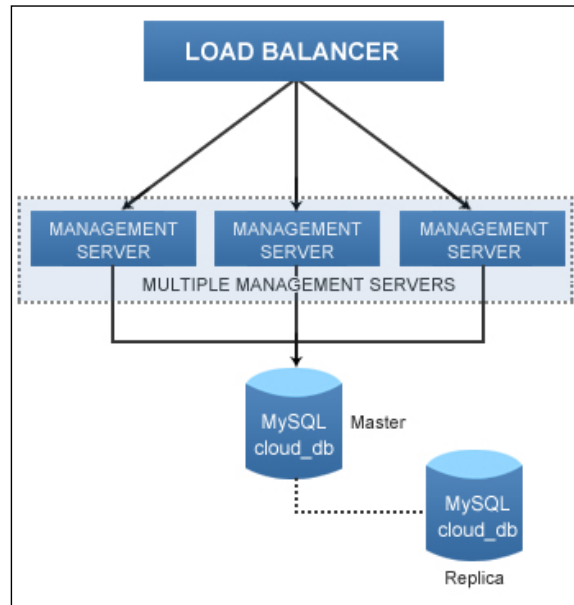 LOAD BALANCER
MANAGEMENT
SERVER
MANAGEMENT
SERVER
MANAGEMENT
SERVER
MULTIPLE MANAGEMENT SERVERS
MySQL
cloud_db
Master
MySQL
cloud_db
Replica